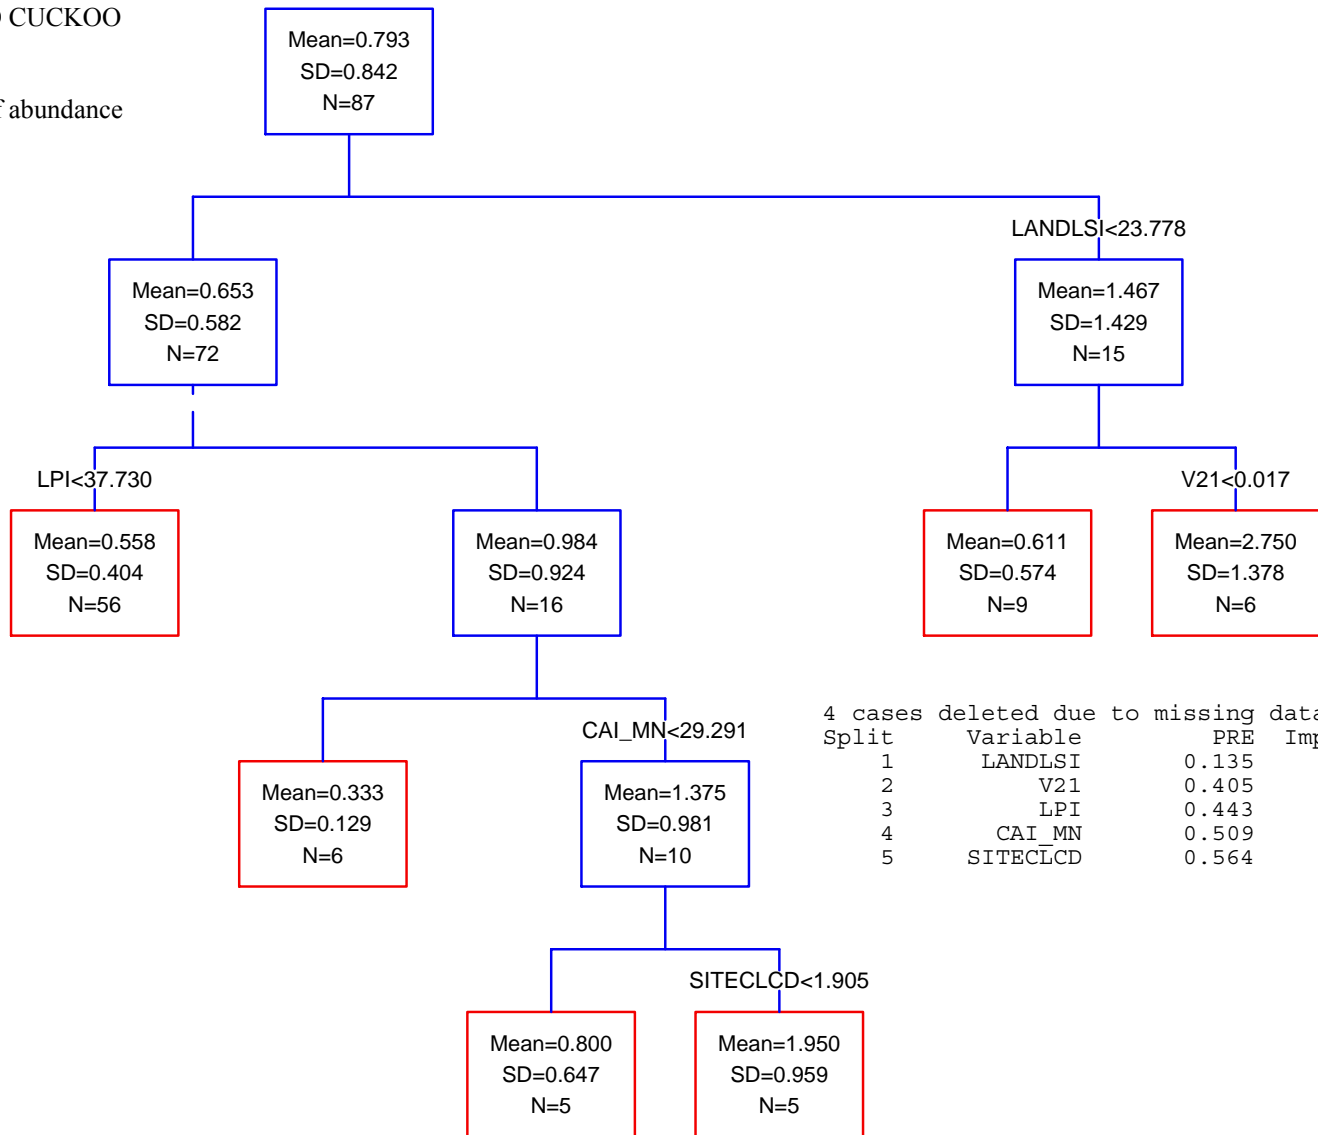 CUCKOO
abundance
Mean=0.793
SD=0.842
N=87
LANDLSI<23.778
Mean=0.653
SD=0.582
N=72
Mean=1.467
SD=1.429
N=15
LPI<37.730
V21<0.017
Mean=0.558
SD=0.404
N=56
Mean=0.984
SD=0.924
N=16
Mean=0.611
SD=0.574
N=9
Mean=2.750
SD=1.378
N=6
CAI_MN<29.291
4 cases deleted due to missing data
Split Variable PRE Imp
1 LANDLSI 0.135
2 V21 0.405
3 LPI 0.443
4 CAI_MN 0.509
5 SITECLCD 0.564
Mean=0.333
SD=0.129
N=6
Mean=1.375
SD=0.981
N=10
SITECLCD<1.905
Mean=0.800
SD=0.647
N=5
Mean=1.950
SD=0.959
N=5